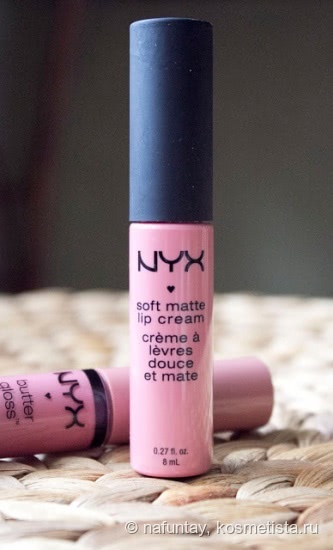 NYX
soft matte
lip cream
crème à
lèvres
douce
et mate
0.27 fl. oz.
8 mL
NYX
butter
gloss™
© nafuntay, kosmetista.ru